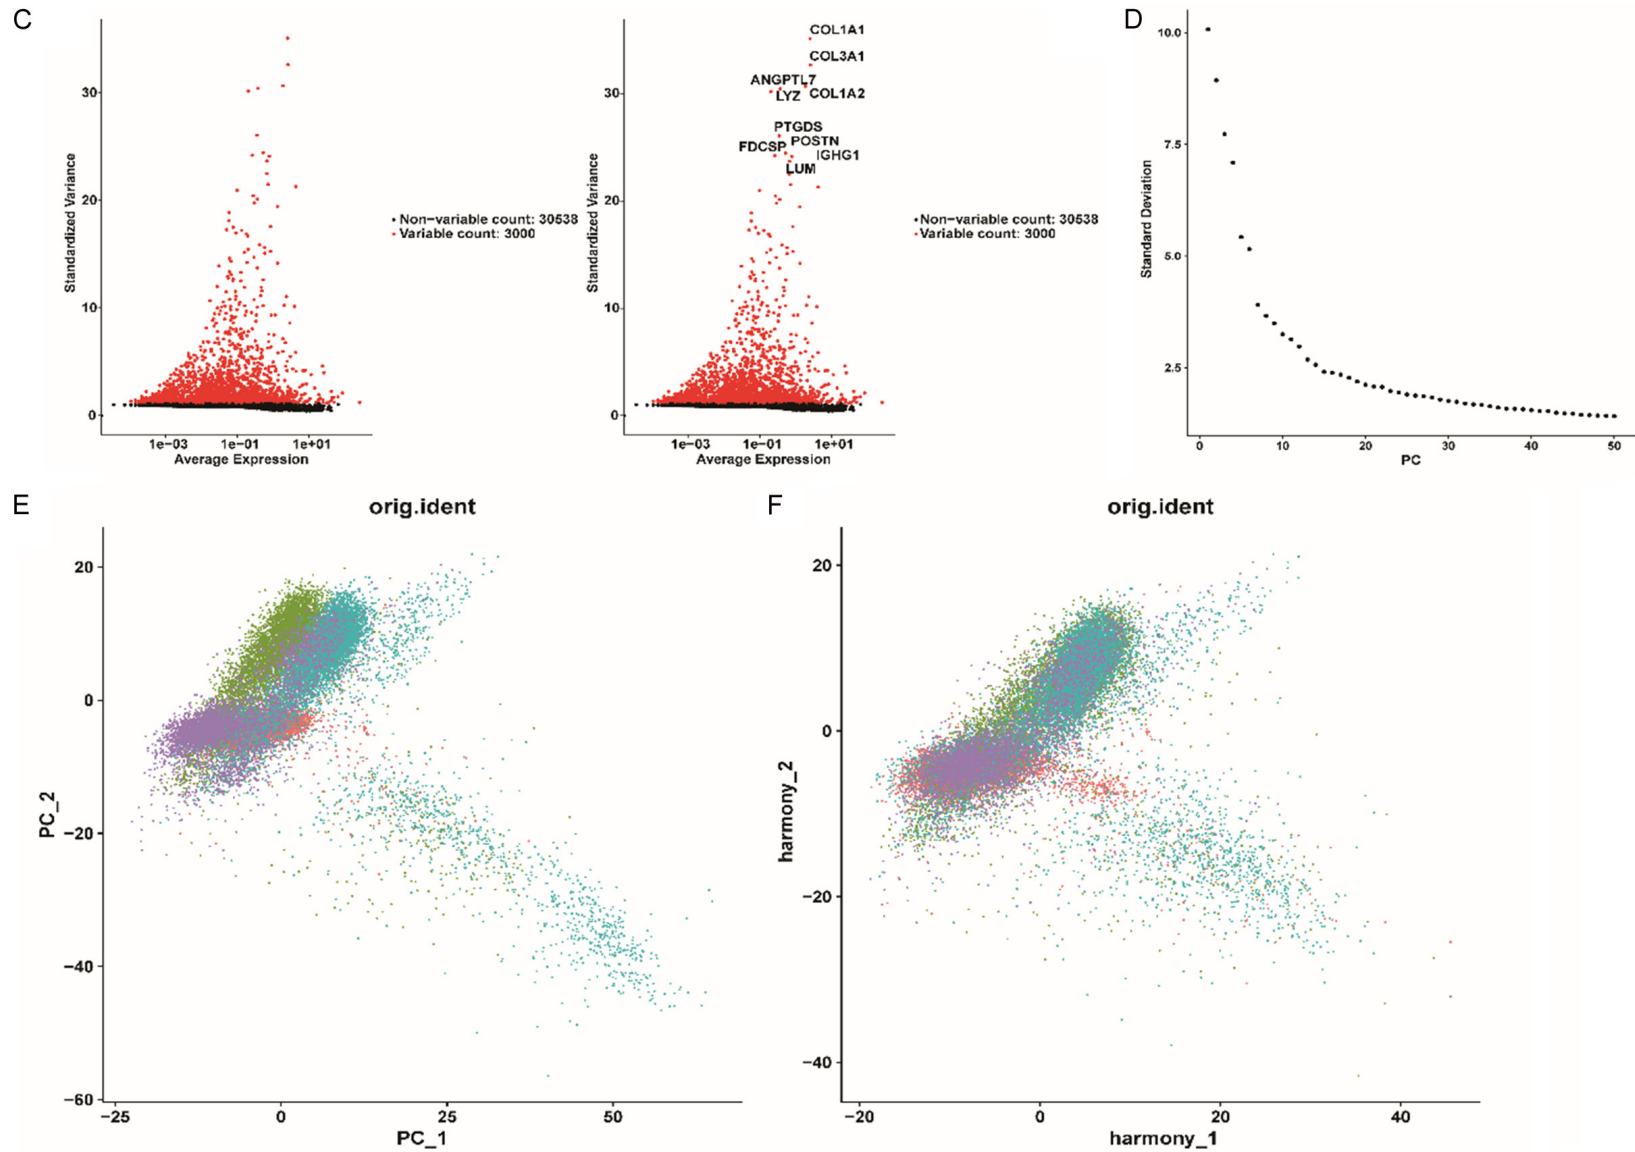 C
30
20
10
0
Standardized Variance
1e−03 1e−01 1e+01
Average Expression
Non−variable count: 30538
Variable count: 3000
COL1A1
COL3A1
ANGPTL7
LYZ
COL1A2
PTGDS
POSTN
FDCSP
IGHG1
LUM
30
20
10
0
Standardized Variance
1e−03 1e−01 1e+01
Average Expression
Non−variable count: 30538
Variable count: 3000
D
10.0
7.5
5.0
2.5
Standard Deviation
0 10 20 30 40 50
PC
E
orig.ident
20
0
−20
−40
−60
PC_2
−25 0 25 50
PC_1
F
orig.ident
20
0
−20
−40
harmony_2
−20 0 20 40
harmony_1